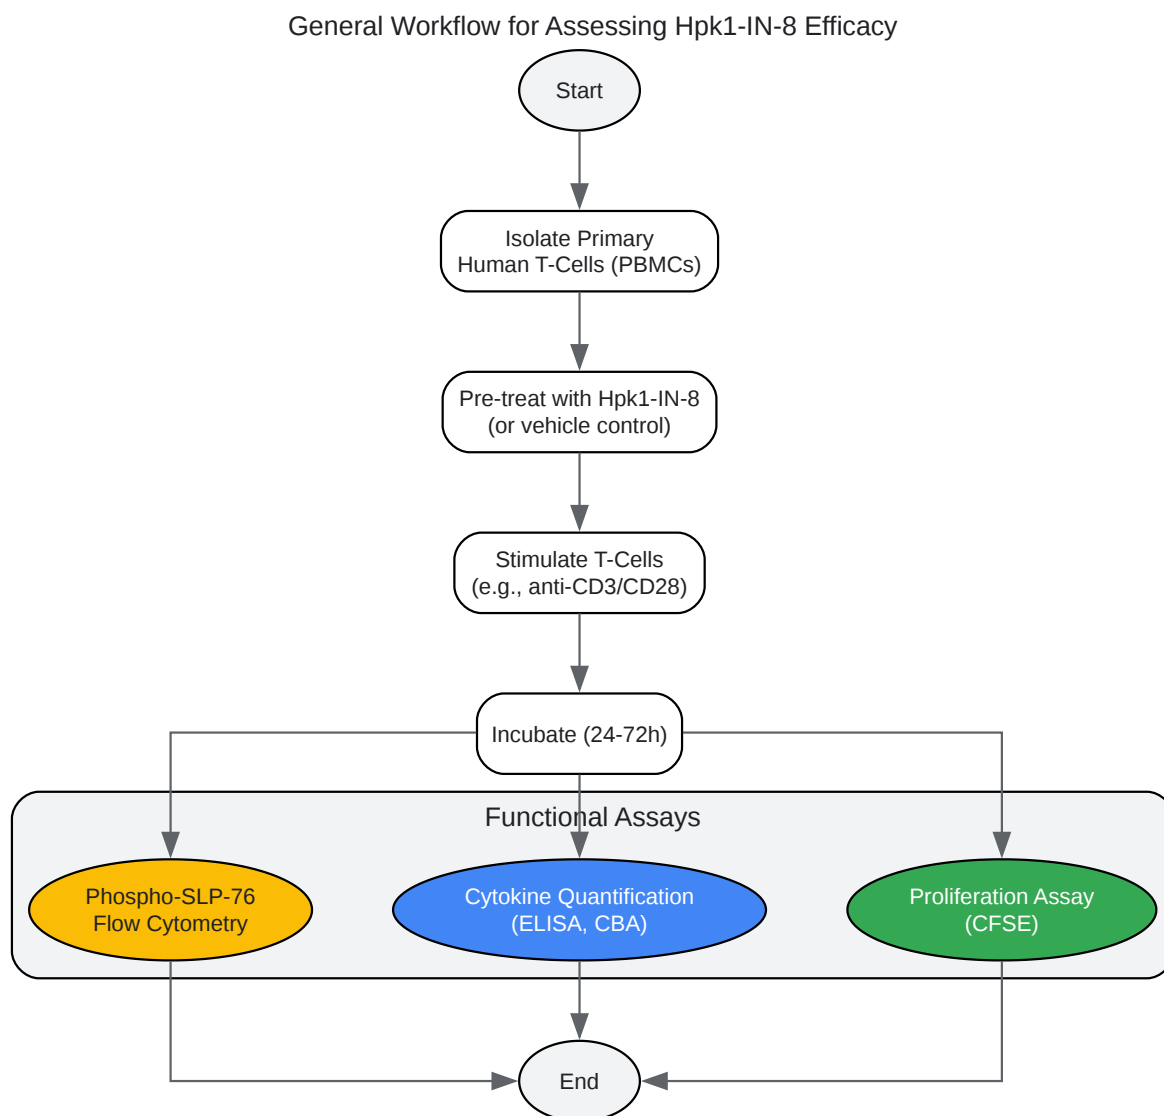 General Workflow for Assessing Hpk1-IN-8 Efficacy
Start
Isolate Primary
Human T-Cells (PBMCs)
Pre-treat with Hpk1-IN-8
(or vehicle control)
Stimulate T-Cells
(e.g., anti-CD3/CD28)
Incubate (24-72h)
Functional Assays
Phospho-SLP-76
Flow Cytometry
Cytokine Quantification
(ELISA, CBA)
Proliferation Assay
(CFSE)
End